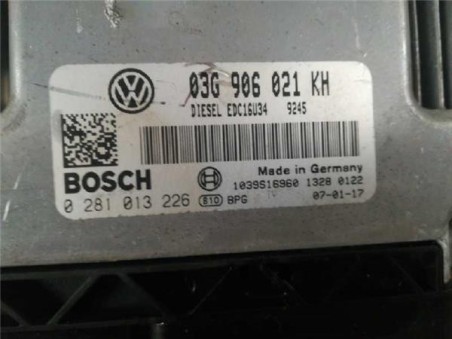 03G 906 021 KH
DIESEL EDC16U34 9245
BOSCH
Made in Germany
1039S16960 1328 0122
0 281 013 226 B10 BPG 07-01-17